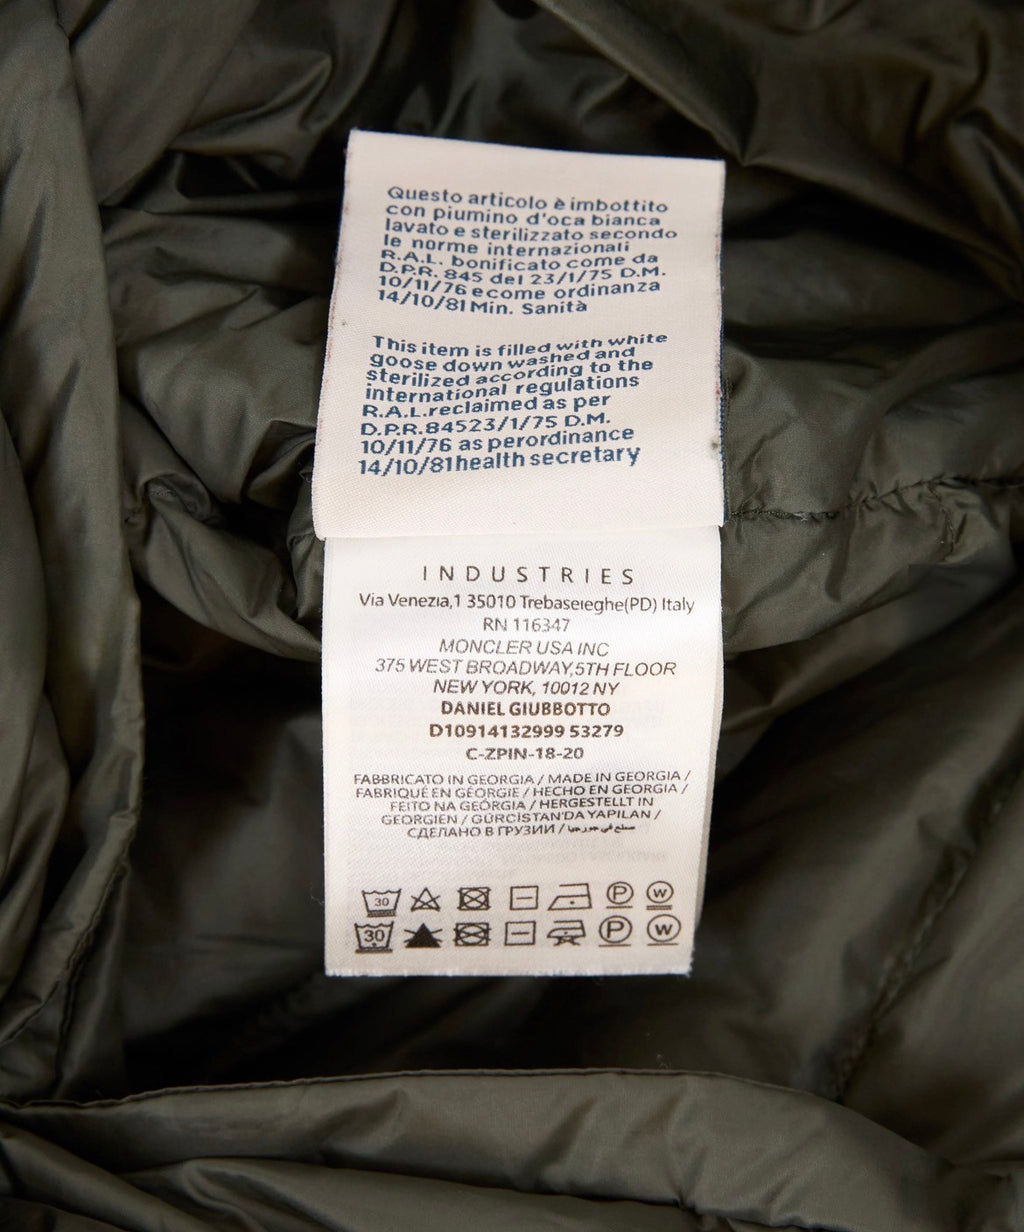 Questo articolo è imbottito
con piumino d'oca bianca
lavato e sterilizzato secondo
le norme internazionali
R.A.L. bonificato come da
D.P.R. 845 del 23/1/75 D.M.
10/11/76 e come ordinanza
14/10/81 Min. Sanità
This item is filled with white
goose down washed and
sterilized according to the
international regulations
R.A.L.reclaimed as per
D.P.R.84523/1/75 D.M.
10/11/76 as perordinance
14/10/81health secretary
INDUSTRIES
Via Venezia,1 35010 Trebaseleghe(PD) Italy
RN 116347
MONCLER USA INC
375 WEST BROADWAY,5TH FLOOR
NEW YORK, 10012 NY
DANIEL GIUBBOTTO
D10914132999 53279
C-ZPIN-18-20
FABBRICATO IN GEORGIA / MADE IN GEORGIA /
FABRIQUÉ EN GÉORGIE / HECHO EN GEORGIA /
FEITO NA GEÓRGIA / HERGESTELLT IN
GEORGIEN / GÜRCİSTAN'DA YAPILAN /
СДЕЛАНО В ГРУЗИИ / صنع في جورجيا
30 P W
30 P W